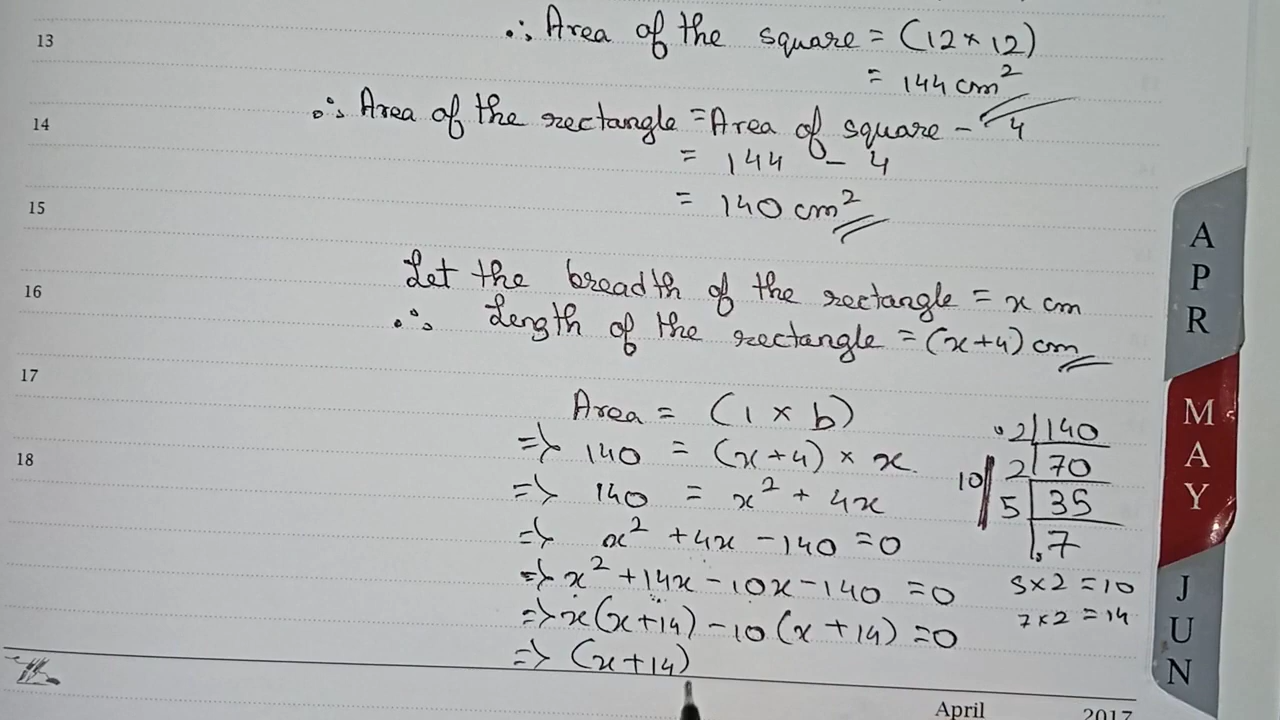 13
∴ Area of the square = (12 × 12)
= 144 cm²
14
∴ Area of the rectangle = Area of square - 4
= 144 - 4
= 140 cm²
15
Let the breadth of the rectangle = x cm
16
∴ Length of the rectangle = (x+4) cm
17
Area = (l × b)
⇒ 140 = (x+4) × x
18
⇒ 140 = x² + 4x
⇒ x² + 4x - 140 = 0
⇒ x² + 14x - 10x - 140 = 0
⇒ x(x+14) - 10(x+14) = 0
⇒ (x+14)
2 140
10 2 70
5 35
7
5×2 = 10
7×2 = 14
APR
MAY
JUN
April 2017